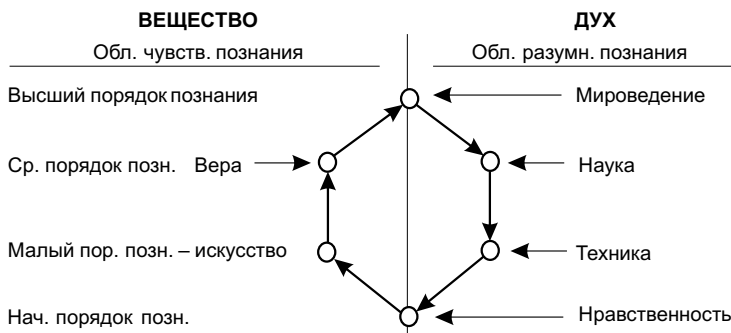 ВЕЩЕСТВО ДУХ
Обл. чувств. познания Обл. разумн. познания
Высший порядок познания Мироведение
Ср. порядок позн. Вера Наука
Малый пор. позн. – искусство Техника
Нач. порядок позн. Нравственность